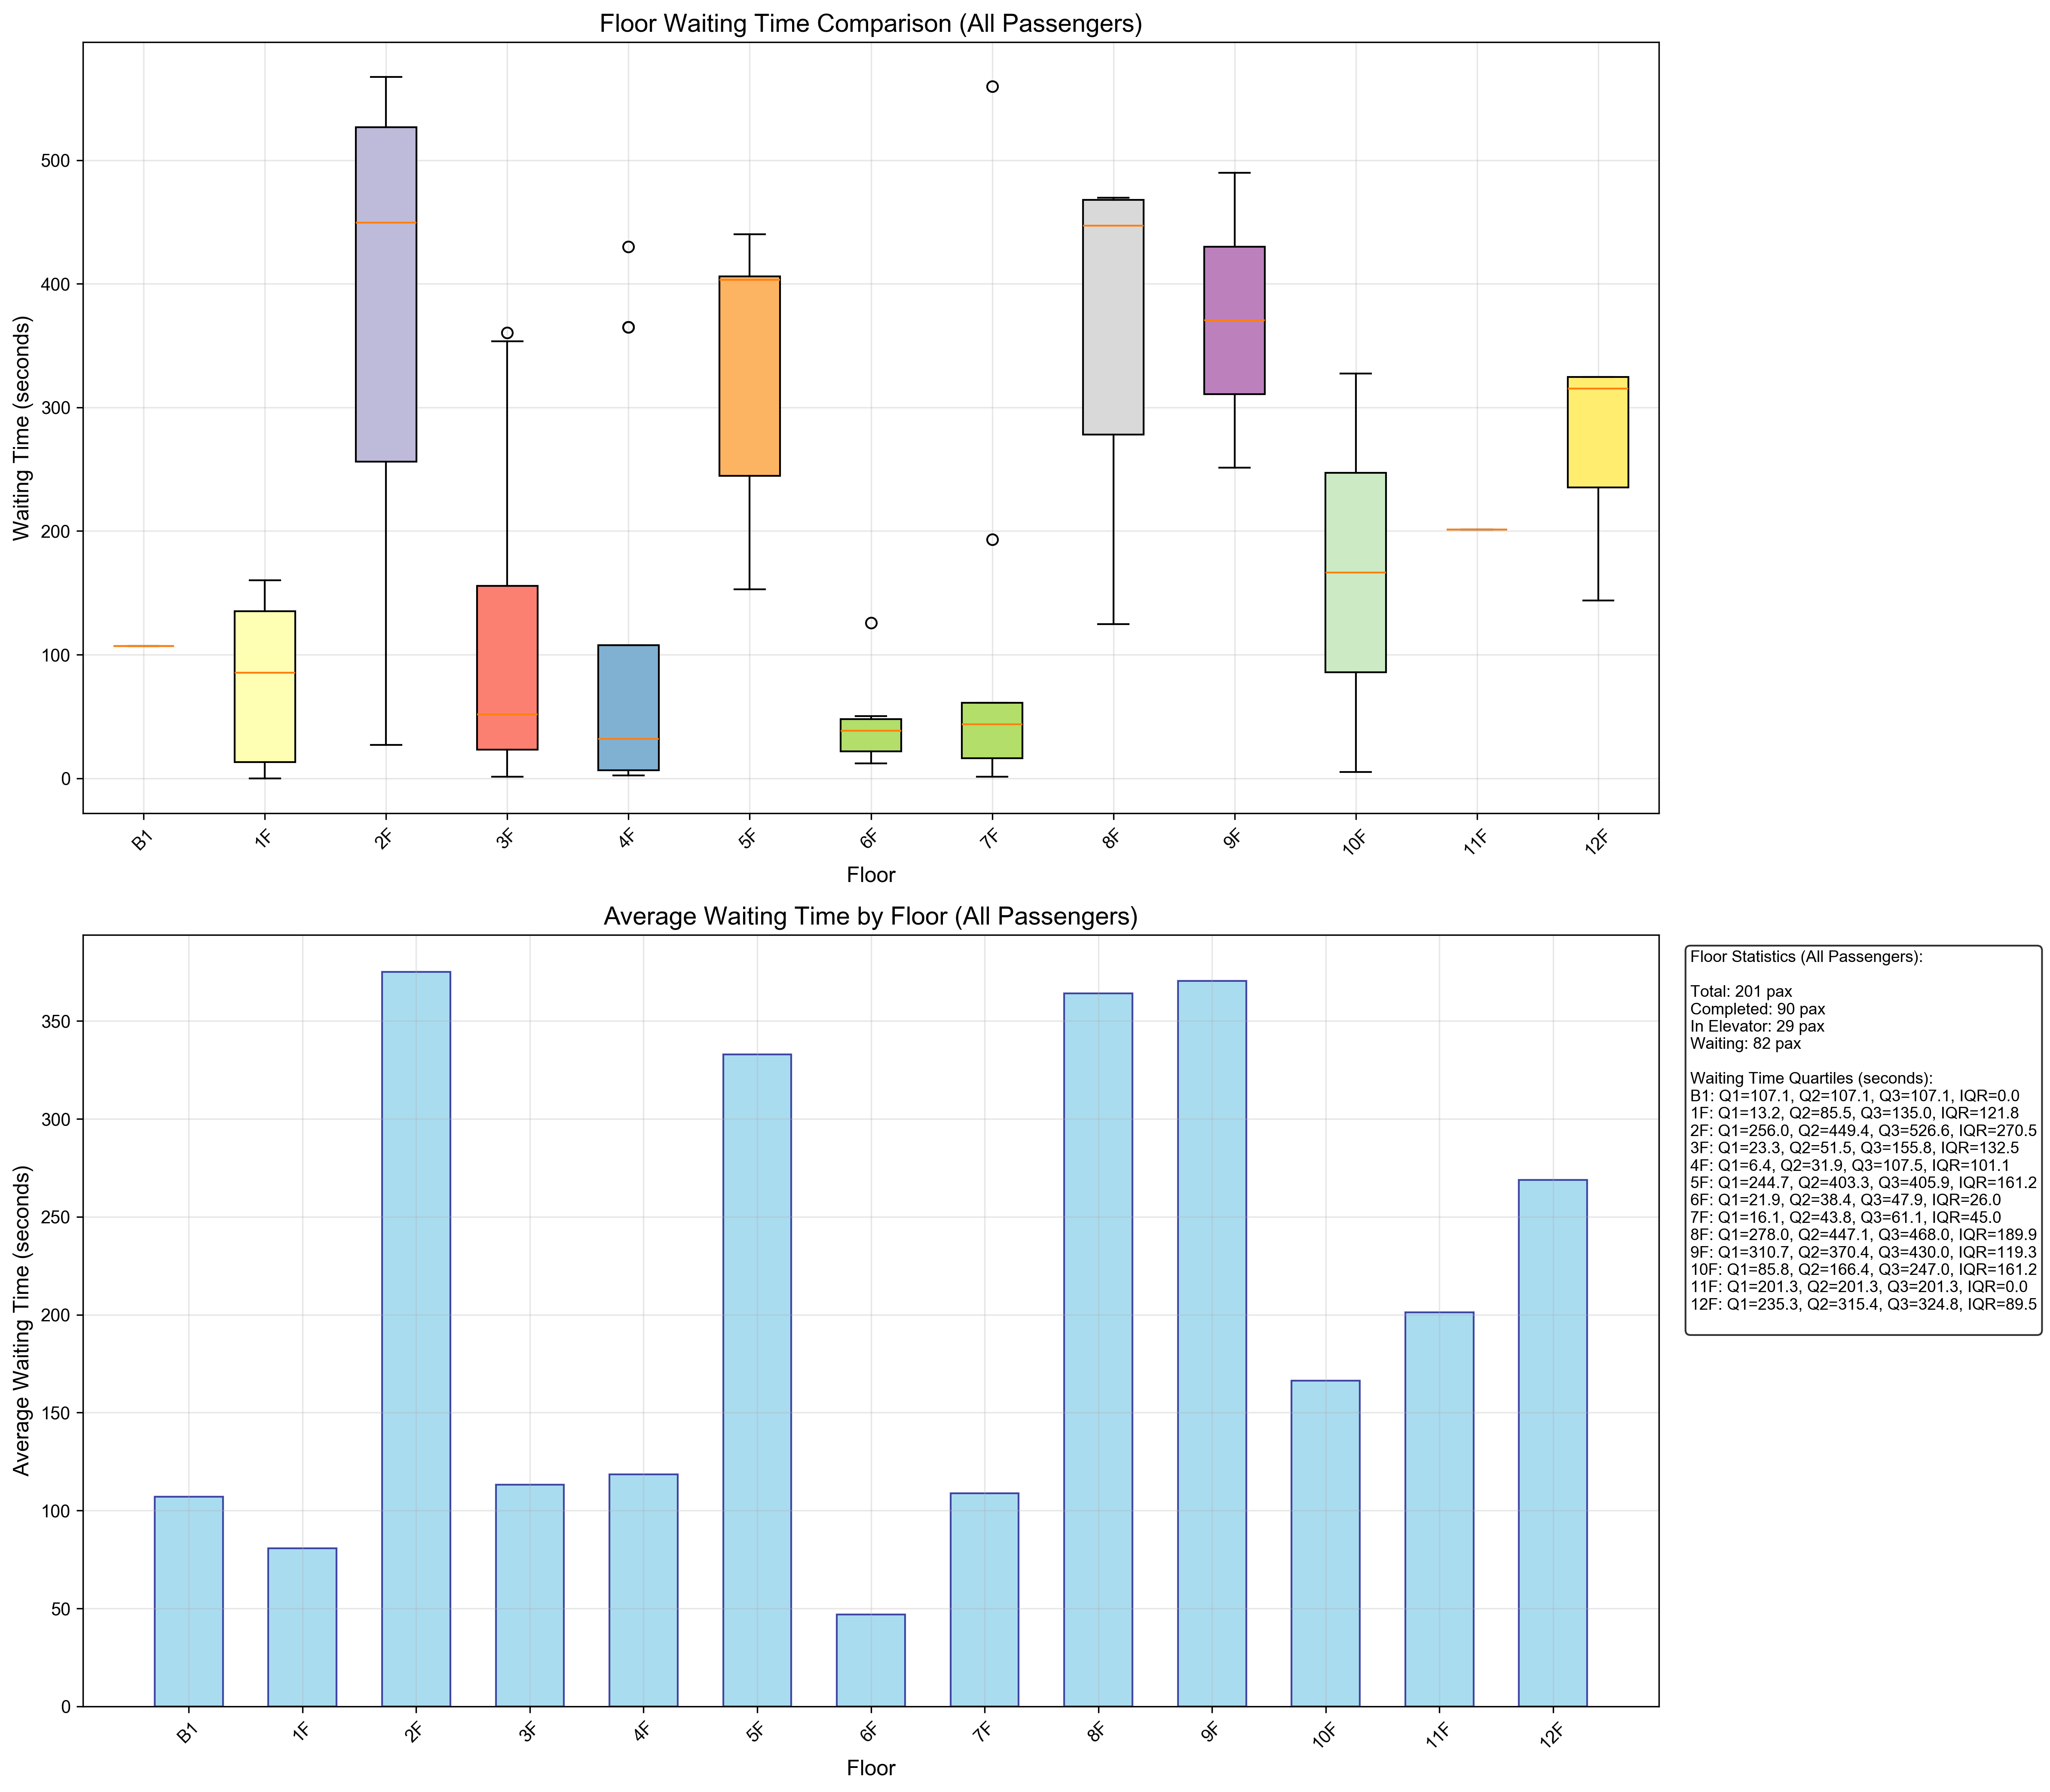 Floor Waiting Time Comparison (All Passengers)
Waiting Time (seconds)
500
400
300
200
100
0
B1
1F
2F
3F
4F
5F
6F
7F
8F
9F
10F
11F
12F
Floor
Average Waiting Time by Floor (All Passengers)
Average Waiting Time (seconds)
350
300
250
200
150
100
50
0
B1
1F
2F
3F
4F
5F
6F
7F
8F
9F
10F
11F
12F
Floor
Floor Statistics (All Passengers):
Total: 201 pax
Completed: 90 pax
In Elevator: 29 pax
Waiting: 82 pax
Waiting Time Quartiles (seconds):
B1: Q1=107.1, Q2=107.1, Q3=107.1, IQR=0.0
1F: Q1=13.2, Q2=85.5, Q3=135.0, IQR=121.8
2F: Q1=256.0, Q2=449.4, Q3=526.6, IQR=270.5
3F: Q1=23.3, Q2=51.5, Q3=155.8, IQR=132.5
4F: Q1=6.4, Q2=31.9, Q3=107.5, IQR=101.1
5F: Q1=244.7, Q2=403.3, Q3=405.9, IQR=161.2
6F: Q1=21.9, Q2=38.4, Q3=47.9, IQR=26.0
7F: Q1=16.1, Q2=43.8, Q3=61.1, IQR=45.0
8F: Q1=278.0, Q2=447.1, Q3=468.0, IQR=189.9
9F: Q1=310.7, Q2=370.4, Q3=430.0, IQR=119.3
10F: Q1=85.8, Q2=166.4, Q3=247.0, IQR=161.2
11F: Q1=201.3, Q2=201.3, Q3=201.3, IQR=0.0
12F: Q1=235.3, Q2=315.4, Q3=324.8, IQR=89.5